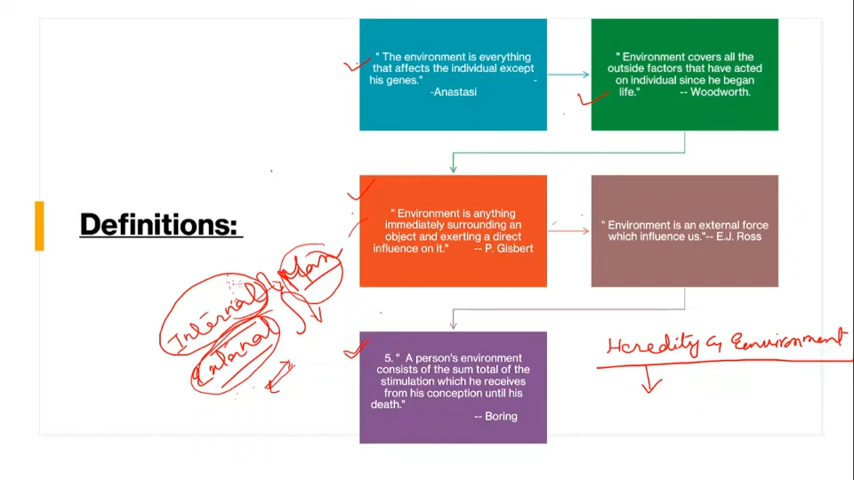 " The environment is everything
that affects the individual except
his genes." -
-Anastasi
" Environment covers all the
outside factors that have acted
on individual since he began
life." -- Woodworth.
Definitions:
" Environment is anything
immediately surrounding an
object and exerting a direct
influence on it." -- P. Gisbert
" Environment is an external force
which influence us."-- E.J. Ross
Man
Internal
External
5. " A person's environment
consists of the sum total of the
stimulation which he receives
from his conception until his
death."
-- Boring
Heredity & Eenvironment